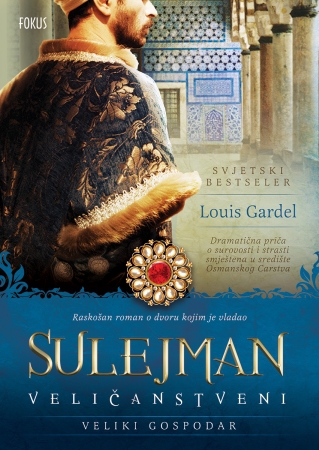 FOKUS
SVJETSKI
BESTSELER
Louis Gardel
Dramatična priča
o surovosti i strasti
smještena u središte
Osmanskog Carstva
Raskošan roman o dvoru kojim je vladao
SULEJMAN
VELIČANSTVENI
VELIKI GOSPODAR